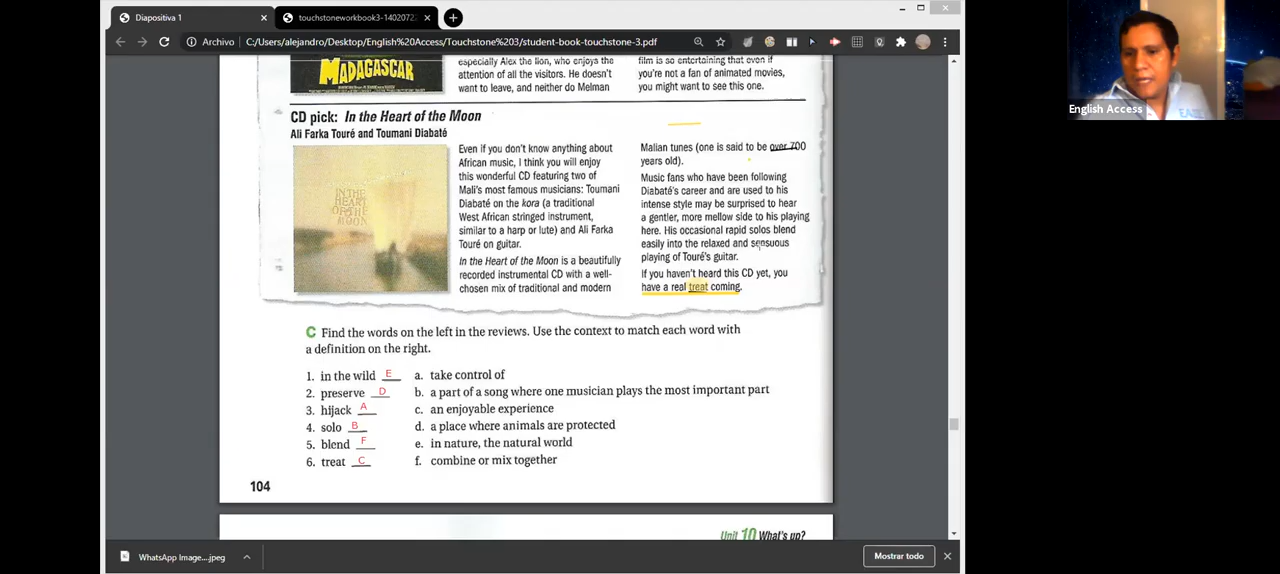 Diapositiva 1
touchstoneworkbook3-14020722
Archivo
C:/Users/alejandro/Desktop/English%20Access/Touchstone%203/student-book-touchstone-3.pdf
English Access
MADAGASCAR
especially Alex the lion, who enjoys the
attention of all the visitors. He doesn't
want to leave, and neither do Melman
film is so entertaining that even if
you're not a fan of animated movies,
you might want to see this one.
CD pick: In the Heart of the Moon
Ali Farka Touré and Toumani Diabaté
IN THE
HEART
OF THE
MOON
Even if you don't know anything about
African music, I think you will enjoy
this wonderful CD featuring two of
Mali's most famous musicians: Toumani
Diabaté on the kora (a traditional
West African stringed instrument,
similar to a harp or lute) and Ali Farka
Touré on guitar.
In the Heart of the Moon is a beautifully
recorded instrumental CD with a well-
chosen mix of traditional and modern
Malian tunes (one is said to be over 700
years old).
Music fans who have been following
Diabaté's career and are used to his
intense style may be surprised to hear
a gentler, more mellow side to his playing
here. His occasional rapid solos blend
easily into the relaxed and sensuous
playing of Touré's guitar.
If you haven't heard this CD yet, you
have a real treat coming.
C Find the words on the left in the reviews. Use the context to match each word with
a definition on the right.
1. in the wild E a. take control of
2. preserve D b. a part of a song where one musician plays the most important part
3. hijack A c. an enjoyable experience
4. solo B d. a place where animals are protected
5. blend F e. in nature, the natural world
6. treat C f. combine or mix together
104
Unit 10 What's up?
WhatsApp Image....jpeg
Mostrar todo